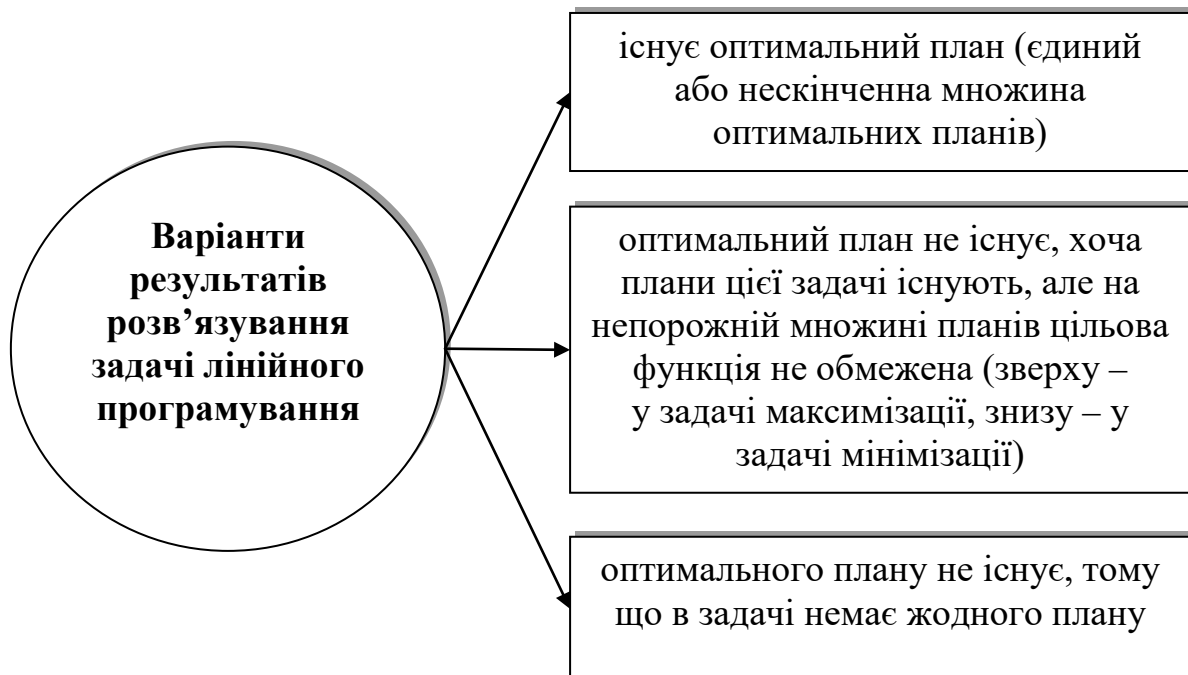 Варіанти
результатів
розв’язування
задачі лінійного
програмування
існує оптимальний план (єдиний
або нескінченна множина
оптимальних планів)
оптимальний план не існує, хоча
плани цієї задачі існують, але на
непорожній множині планів цільова
функція не обмежена (зверху –
у задачі максимізації, знизу – у
задачі мінімізації)
оптимального плану не існує, тому
що в задачі немає жодного плану